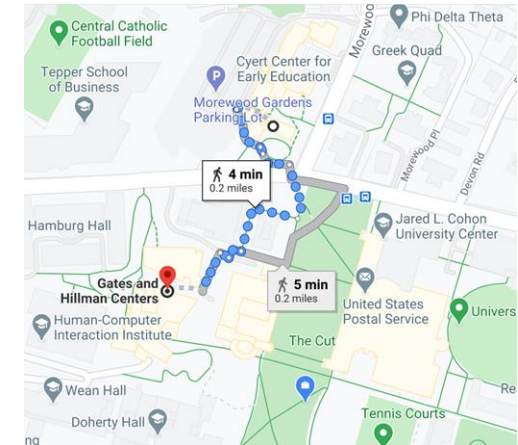 Central Catholic
Football Field
Tepper School
of Business
Morewoo
Phi Delta Theta
Greek Quad
Cyert Center for
Early Education
P
Morewood Gardens
Parking Lot
Morewood Pl
Devon Rd
4 min
0.2 miles
Hamburg Hall
Jared L. Cohon
University Center
Gates and
Hillman Centers
5 min
0.2 miles
United States
Postal Service
Univers
Human-Computer
Interaction Institute
The Cut
Wean Hall
Re
Doherty Hall
Tennis Courts
ng